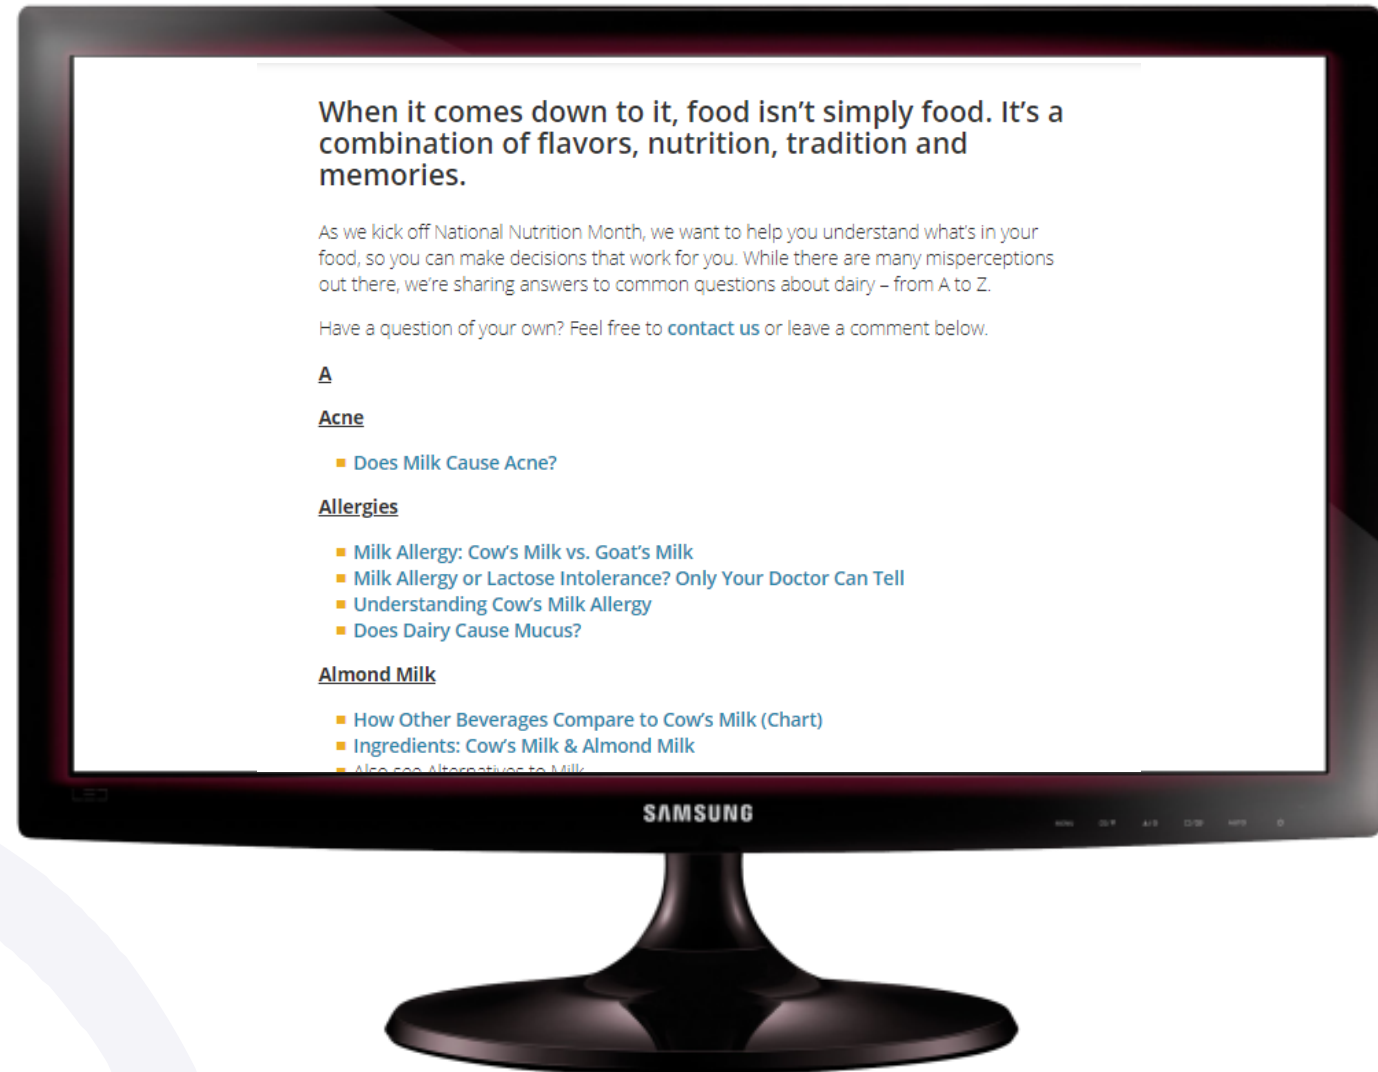 When it comes down to it, food isn’t simply food. It’s a
combination of flavors, nutrition, tradition and
memories.
As we kick off National Nutrition Month, we want to help you understand what’s in your
food, so you can make decisions that work for you. While there are many misperceptions
out there, we’re sharing answers to common questions about dairy – from A to Z.
Have a question of your own? Feel free to contact us or leave a comment below.
A
Acne
Does Milk Cause Acne?
Allergies
Milk Allergy: Cow’s Milk vs. Goat’s Milk
Milk Allergy or Lactose Intolerance? Only Your Doctor Can Tell
Understanding Cow’s Milk Allergy
Does Dairy Cause Mucus?
Almond Milk
How Other Beverages Compare to Cow’s Milk (Chart)
Ingredients: Cow’s Milk & Almond Milk
Also see Alternatives to Milk
LED
SAMSUNG